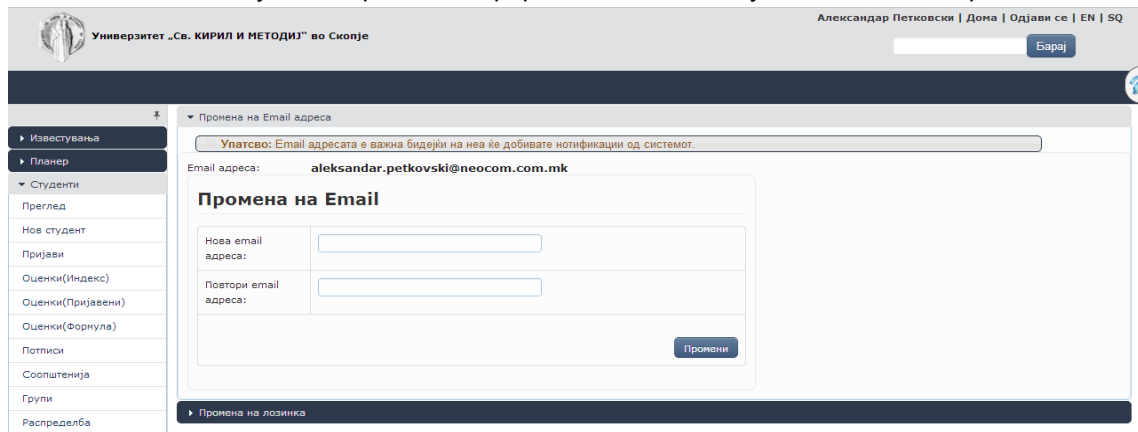 Александар Петковски | Дома | Одјави се | EN | SQ
Универзитет „Св. КИРИЛ И МЕТОДИЈ“ во Скопје
Барај
Известувања
Планер
Студенти
Преглед
Нов студент
Пријави
Оценки(Индекс)
Оценки(Пријавени)
Оценки(Формула)
Потписи
Соопштенија
Групи
Распределба
Промена на Email адреса
Упатсво: Email адресата е важна бидејќи на неа ќе добивате нотификации од системот.
Email адреса: aleksandar.petkovski@neocom.com.mk
Промена на Email
Нова email
адреса:
Повтори email
адреса:
Промени
Промена на лозинка